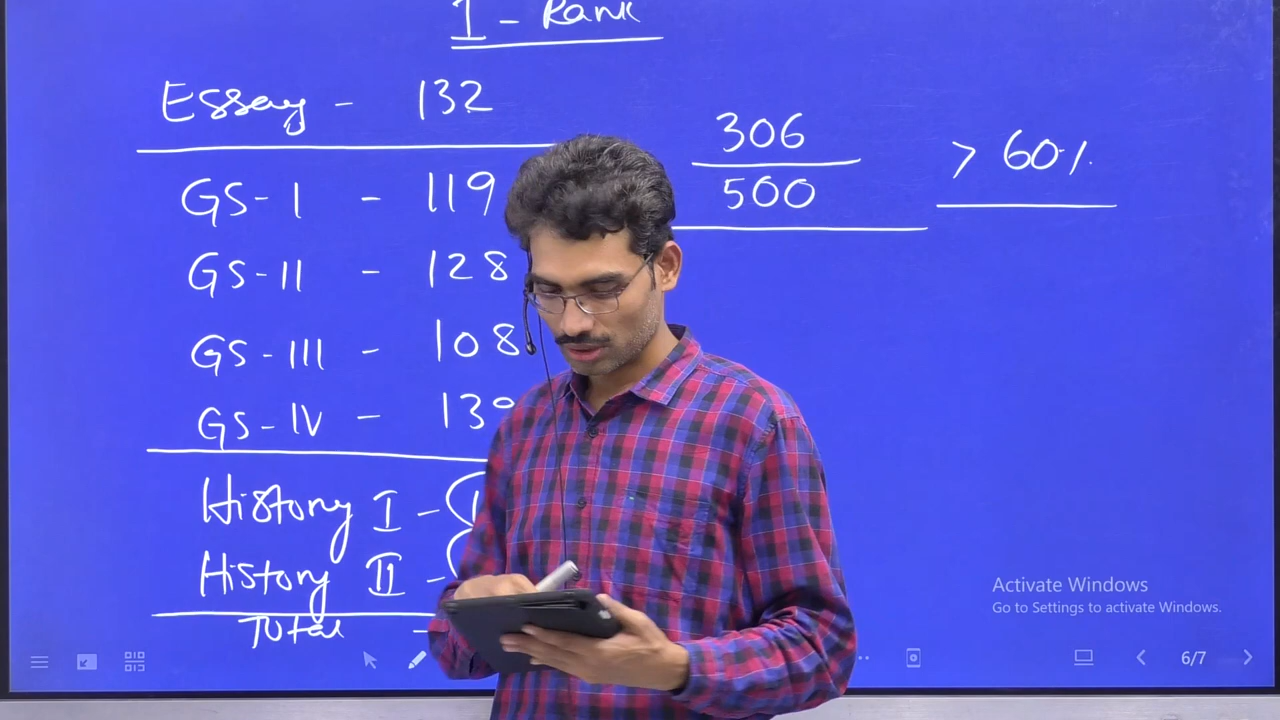 I - Rank
Essay - 132
GS-I - 119
GS-II - 128
GS-III - 108
GS-IV - 130
History I -
History II -
Total -
306
500
> 60%
Activate Windows
Go to Settings to activate Windows.
6/7